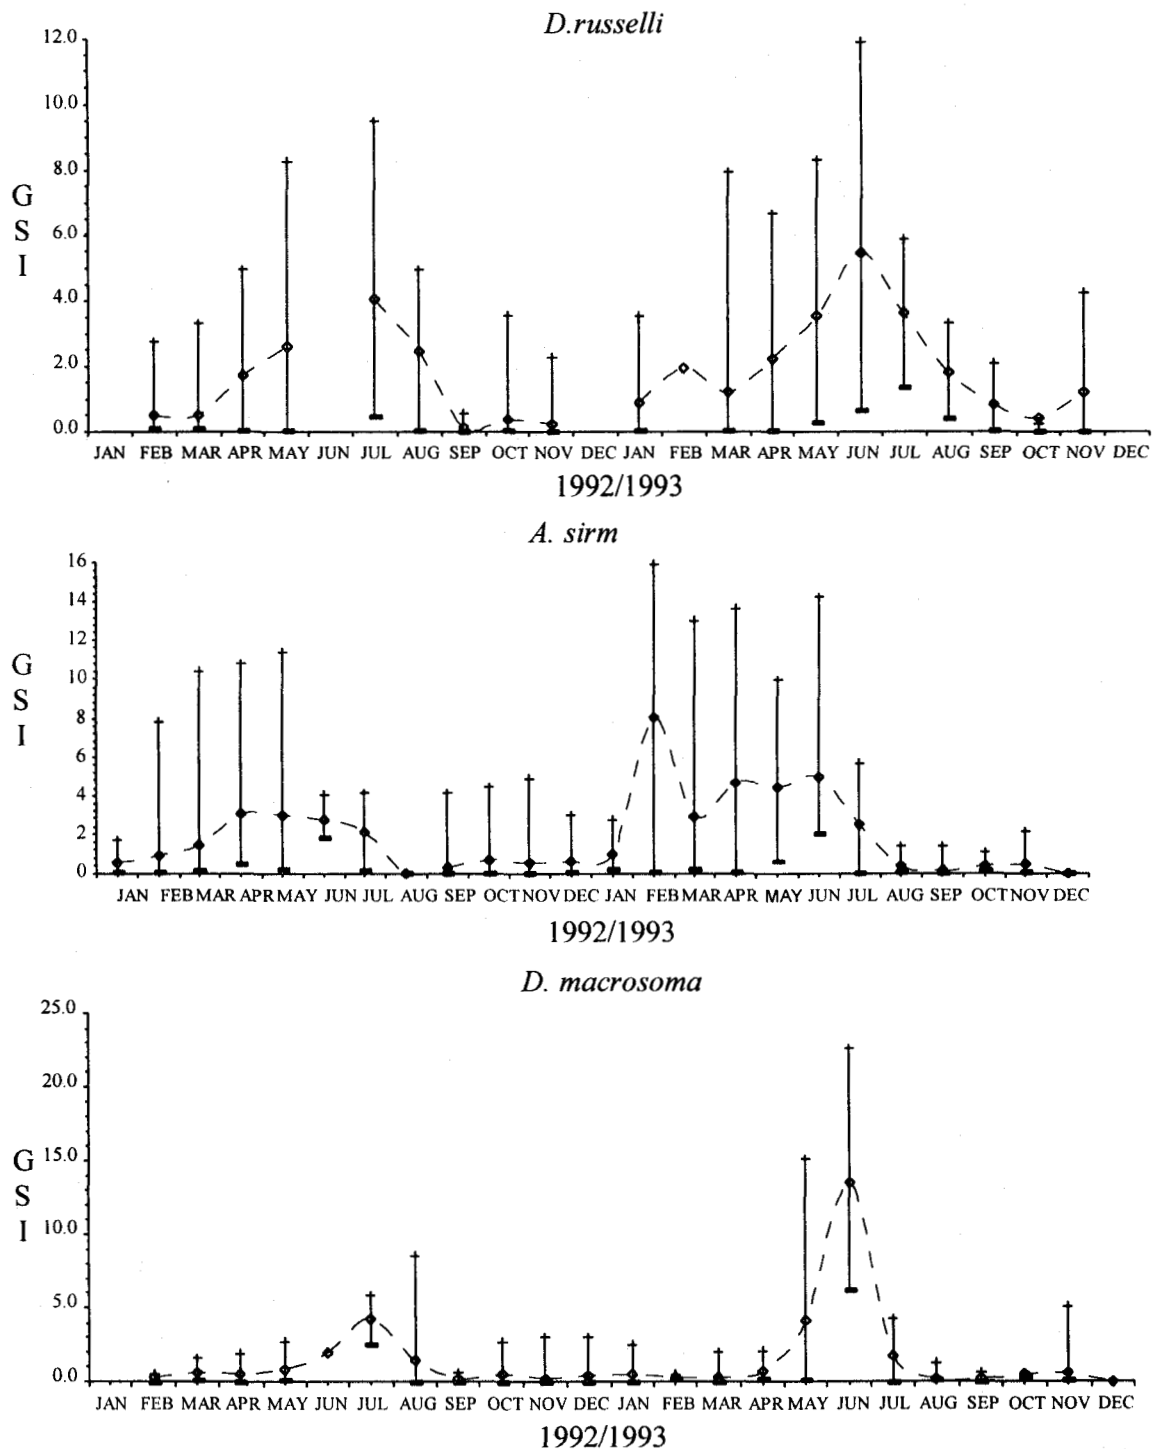 D.russelli
12.0
10.0
8.0
6.0
4.0
2.0
0.0
G
S
I
JAN FEB MAR APR MAY JUN JUL AUG SEP OCT NOV DEC JAN FEB MAR APR MAY JUN JUL AUG SEP OCT NOV DEC
1992/1993
A. sirm
16
14
12
10
8
6
4
2
0
G
S
I
JAN FEB MAR APR MAY JUN JUL AUG SEP OCT NOV DEC JAN FEB MAR APR MAY JUN JUL AUG SEP OCT NOV DEC
1992/1993
D. macrosoma
25.0
20.0
15.0
10.0
5.0
0.0
G
S
I
JAN FEB MAR APR MAY JUN JUL AUG SEP OCT NOV DEC JAN FEB MAR APR MAY JUN JUL AUG SEP OCT NOV DEC
1992/1993